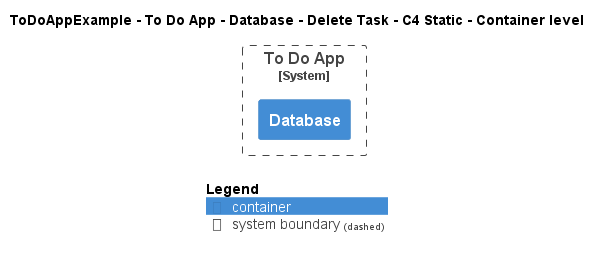 ToDoAppExample - To Do App - Database - Delete Task - C4 Static - Container level
To Do App
[System]
Database
Legend
container
system boundary (dashed)